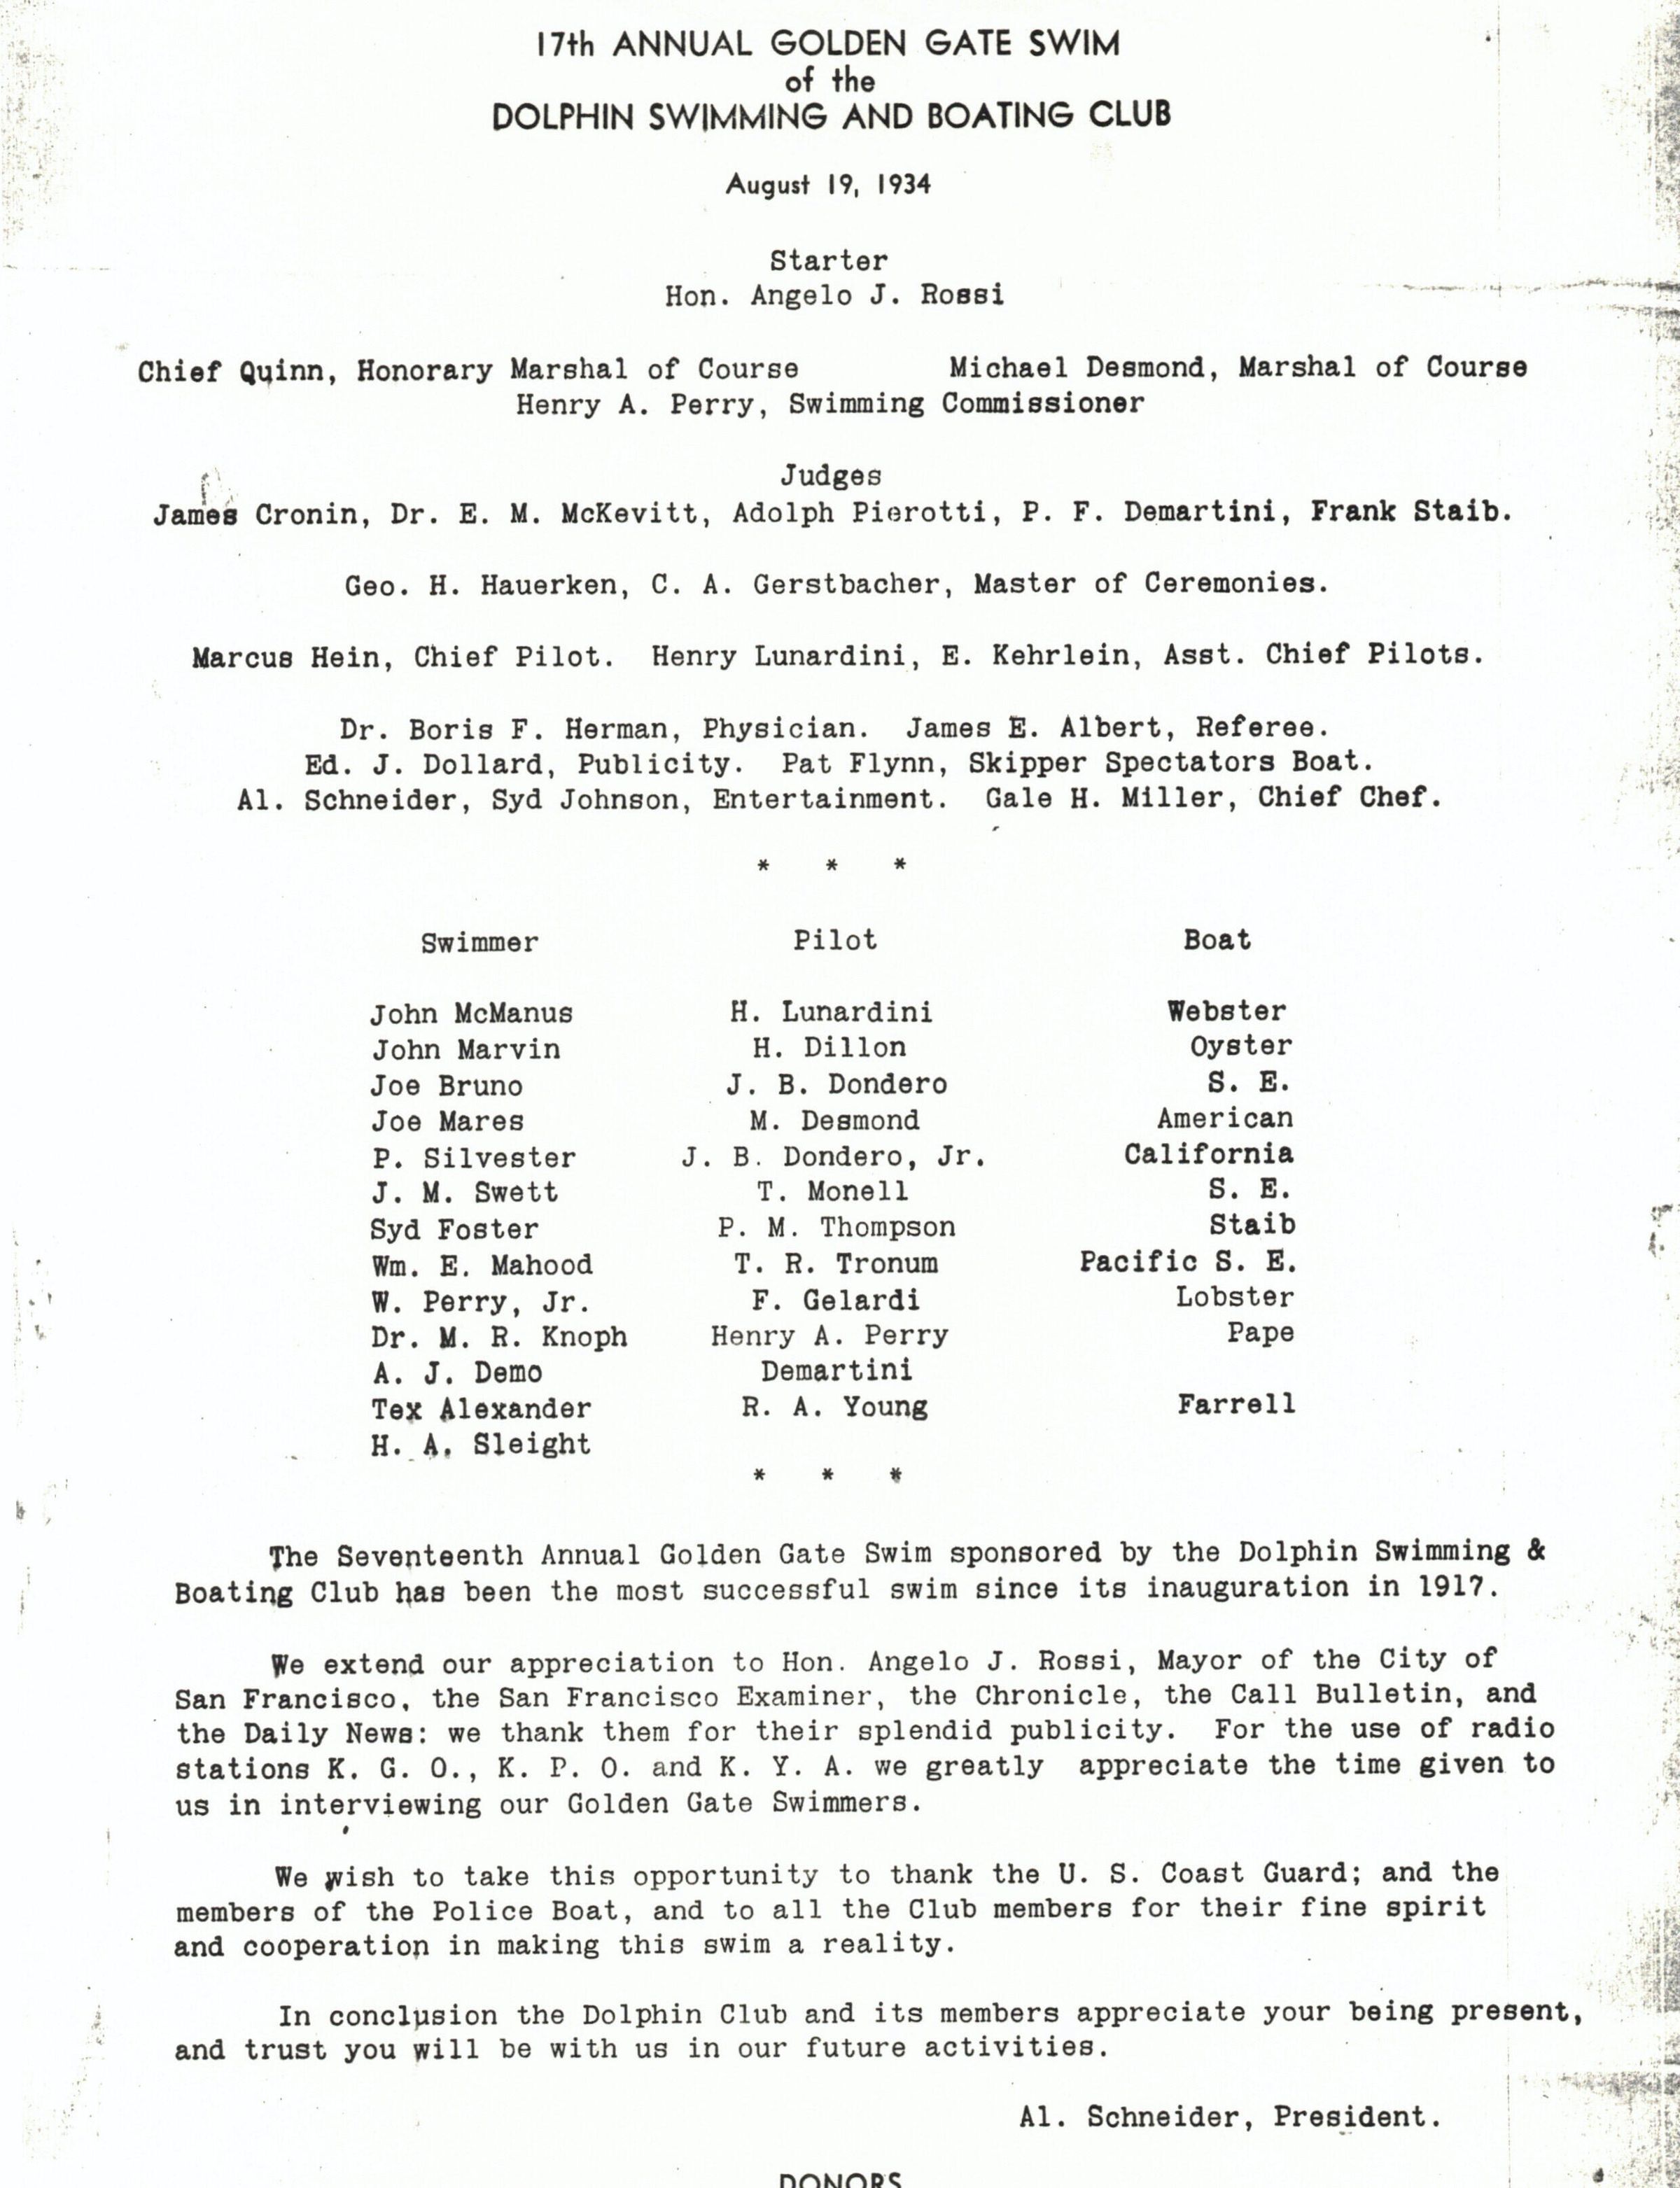 17th ANNUAL GOLDEN GATE SWIM
of the
DOLPHIN SWIMMING AND BOATING CLUB
August 19, 1934
Starter
Hon. Angelo J. Rossi
Chief Quinn, Honorary Marshal of Course Michael Desmond, Marshal of Course
Henry A. Perry, Swimming Commissioner
Judges
James Cronin, Dr. E. M. McKevitt, Adolph Pierotti, P. F. Demartini, Frank Staib.
Geo. H. Hauerken, C. A. Gerstbacher, Master of Ceremonies.
Marcus Hein, Chief Pilot. Henry Lunardini, E. Kehrlein, Asst. Chief Pilots.
Dr. Boris F. Herman, Physician. James E. Albert, Referee.
Ed. J. Dollard, Publicity. Pat Flynn, Skipper Spectators Boat.
Al. Schneider, Syd Johnson, Entertainment. Gale H. Miller, Chief Chef.
* * *
Swimmer Pilot Boat
John McManus H. Lunardini Webster
John Marvin H. Dillon Oyster
Joe Bruno J. B. Dondero S. E.
Joe Mares M. Desmond American
P. Silvester J. B. Dondero, Jr. California
J. M. Swett T. Monell S. E.
Syd Foster P. M. Thompson Staib
Wm. E. Mahood T. R. Tronum Pacific S. E.
W. Perry, Jr. F. Gelardi Lobster
Dr. M. R. Knoph Henry A. Perry Pape
A. J. Demo Demartini
Tex Alexander R. A. Young Farrell
H. A. Sleight
* * *
The Seventeenth Annual Golden Gate Swim sponsored by the Dolphin Swimming &
Boating Club has been the most successful swim since its inauguration in 1917.
We extend our appreciation to Hon. Angelo J. Rossi, Mayor of the City of
San Francisco, the San Francisco Examiner, the Chronicle, the Call Bulletin, and
the Daily News: we thank them for their splendid publicity. For the use of radio
stations K. G. O., K. P. O. and K. Y. A. we greatly appreciate the time given to
us in interviewing our Golden Gate Swimmers.
We wish to take this opportunity to thank the U. S. Coast Guard; and the
members of the Police Boat, and to all the Club members for their fine spirit
and cooperation in making this swim a reality.
In conclusion the Dolphin Club and its members appreciate your being present,
and trust you will be with us in our future activities.
Al. Schneider, President.
DONORS